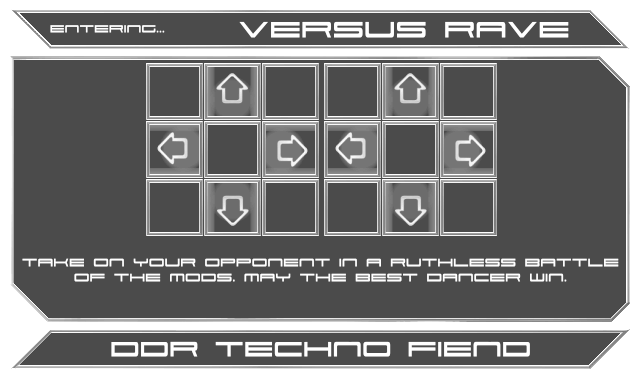 ENTERING...
VERSUS RAVE
TAKE ON YOUR OPPONENT IN A RUTHLESS BATTLE
OF THE MODS. MAY THE BEST DANCER WIN.
DDR TECHNO FIEND